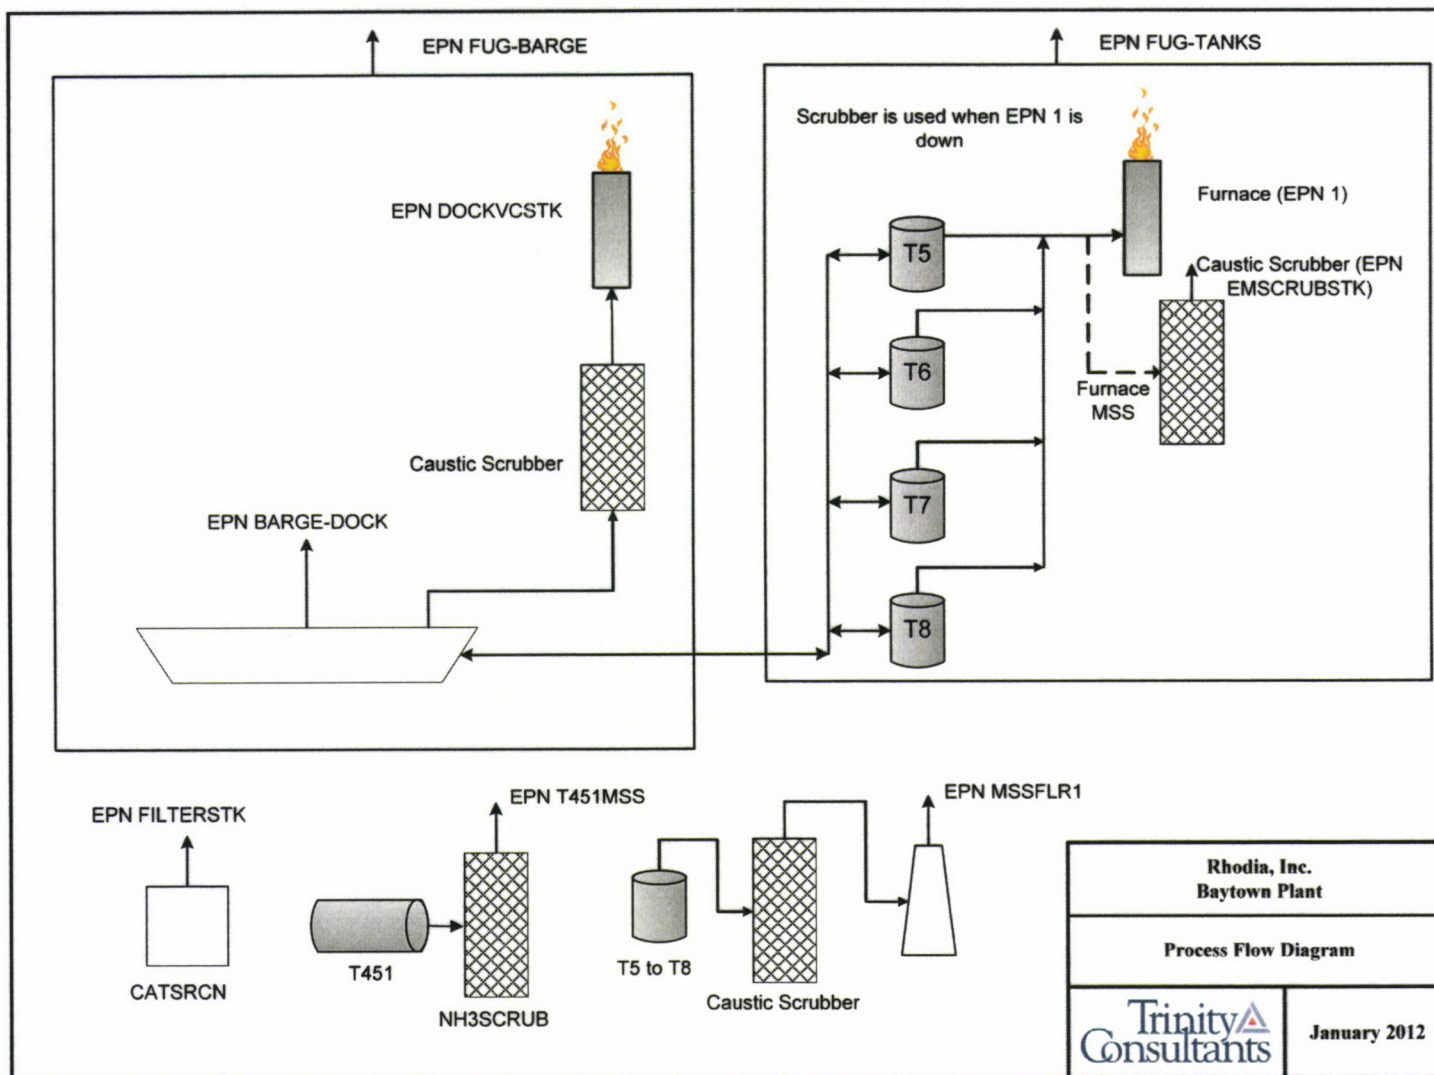 EPN FUG-BARGE
EPN FUG-TANKS
Scrubber is used when EPN 1 is
down
EPN DOCKVCSTK
Furnace (EPN 1)
T5
Caustic Scrubber (EPN
EMSCRUBSTK)
T6
Furnace
MSS
Caustic Scrubber
T7
EPN BARGE-DOCK
T8
EPN FILTERSTK
EPN T451MSS
EPN MSSFLR1
CATSRCN
T451
NH3SCRUB
T5 to T8
Caustic Scrubber
Rhodia, Inc.
Baytown Plant
Process Flow Diagram
Trinity
Consultants
January 2012